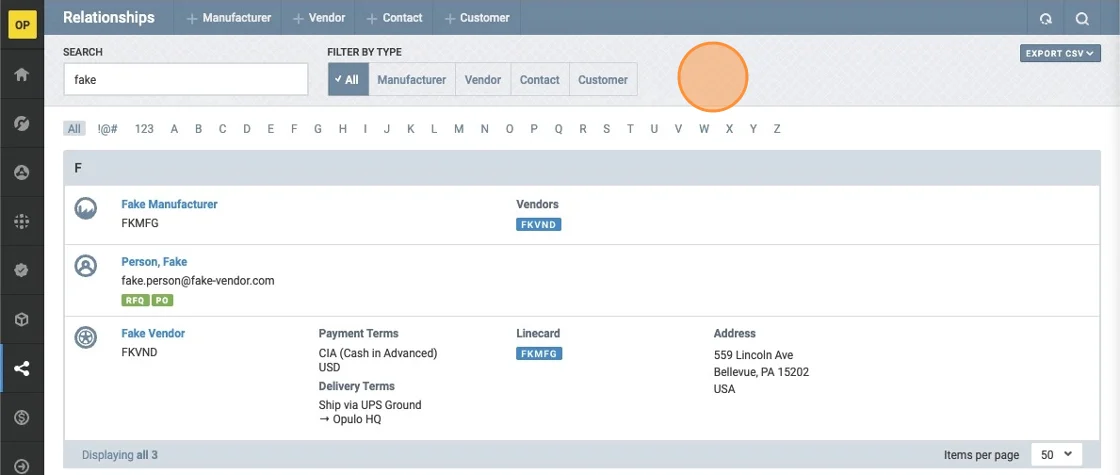 OP
Relationships
+ Manufacturer
+ Vendor
+ Contact
+ Customer
SEARCH
fake
FILTER BY TYPE
✓ All
Manufacturer
Vendor
Contact
Customer
EXPORT CSV
All !@# 123 A B C D E F G H I J K L M N O P Q R S T U V W X Y Z
F
Fake Manufacturer
FKMFG
Vendors
FKVND
Person, Fake
fake.person@fake-vendor.com
RFQ PO
Fake Vendor
FKVND
Payment Terms
CIA (Cash in Advanced)
USD
Delivery Terms
Ship via UPS Ground
→ Opulo HQ
Linecard
FKMFG
Address
559 Lincoln Ave
Bellevue, PA 15202
USA
Displaying all 3
Items per page 50